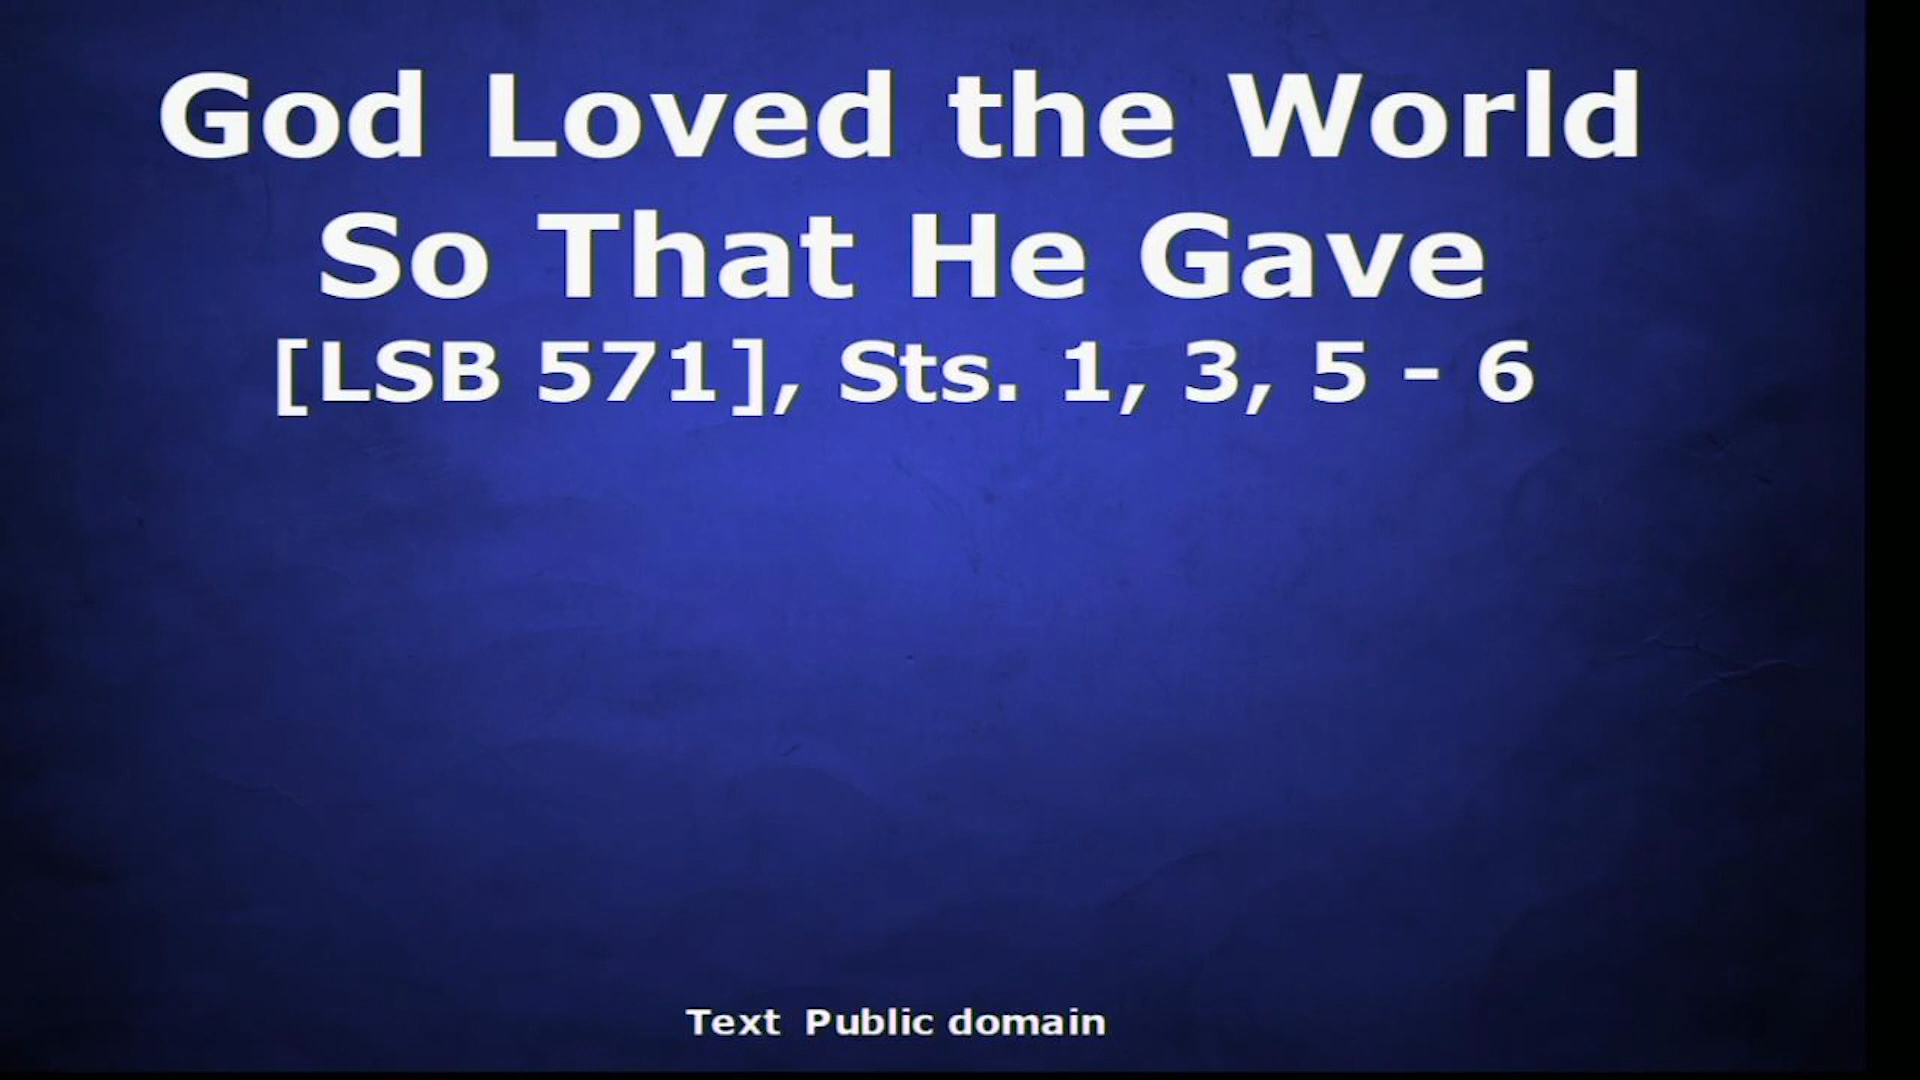 God Loved the World
So That He Gave
[LSB 571], Sts. 1, 3, 5 - 6
Text Public domain